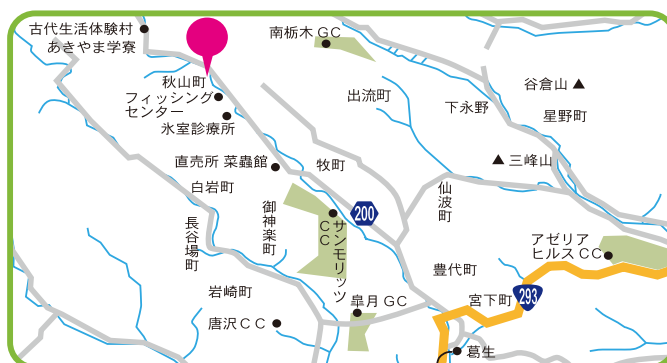 古代生活体験村
あきやま学寮
南栃木GC
秋山町
フィッシング
センター
氷室診療所
出流町
谷倉山
下永野
星野町
直売所 菜蟲館
牧町
三峰山
白岩町
仙波町
御神楽町
200
サンモリッツ
CC
長谷場町
アゼリア
ヒルスCC
豊代町
岩崎町
皐月GC
宮下町
293
唐沢CC
葛生